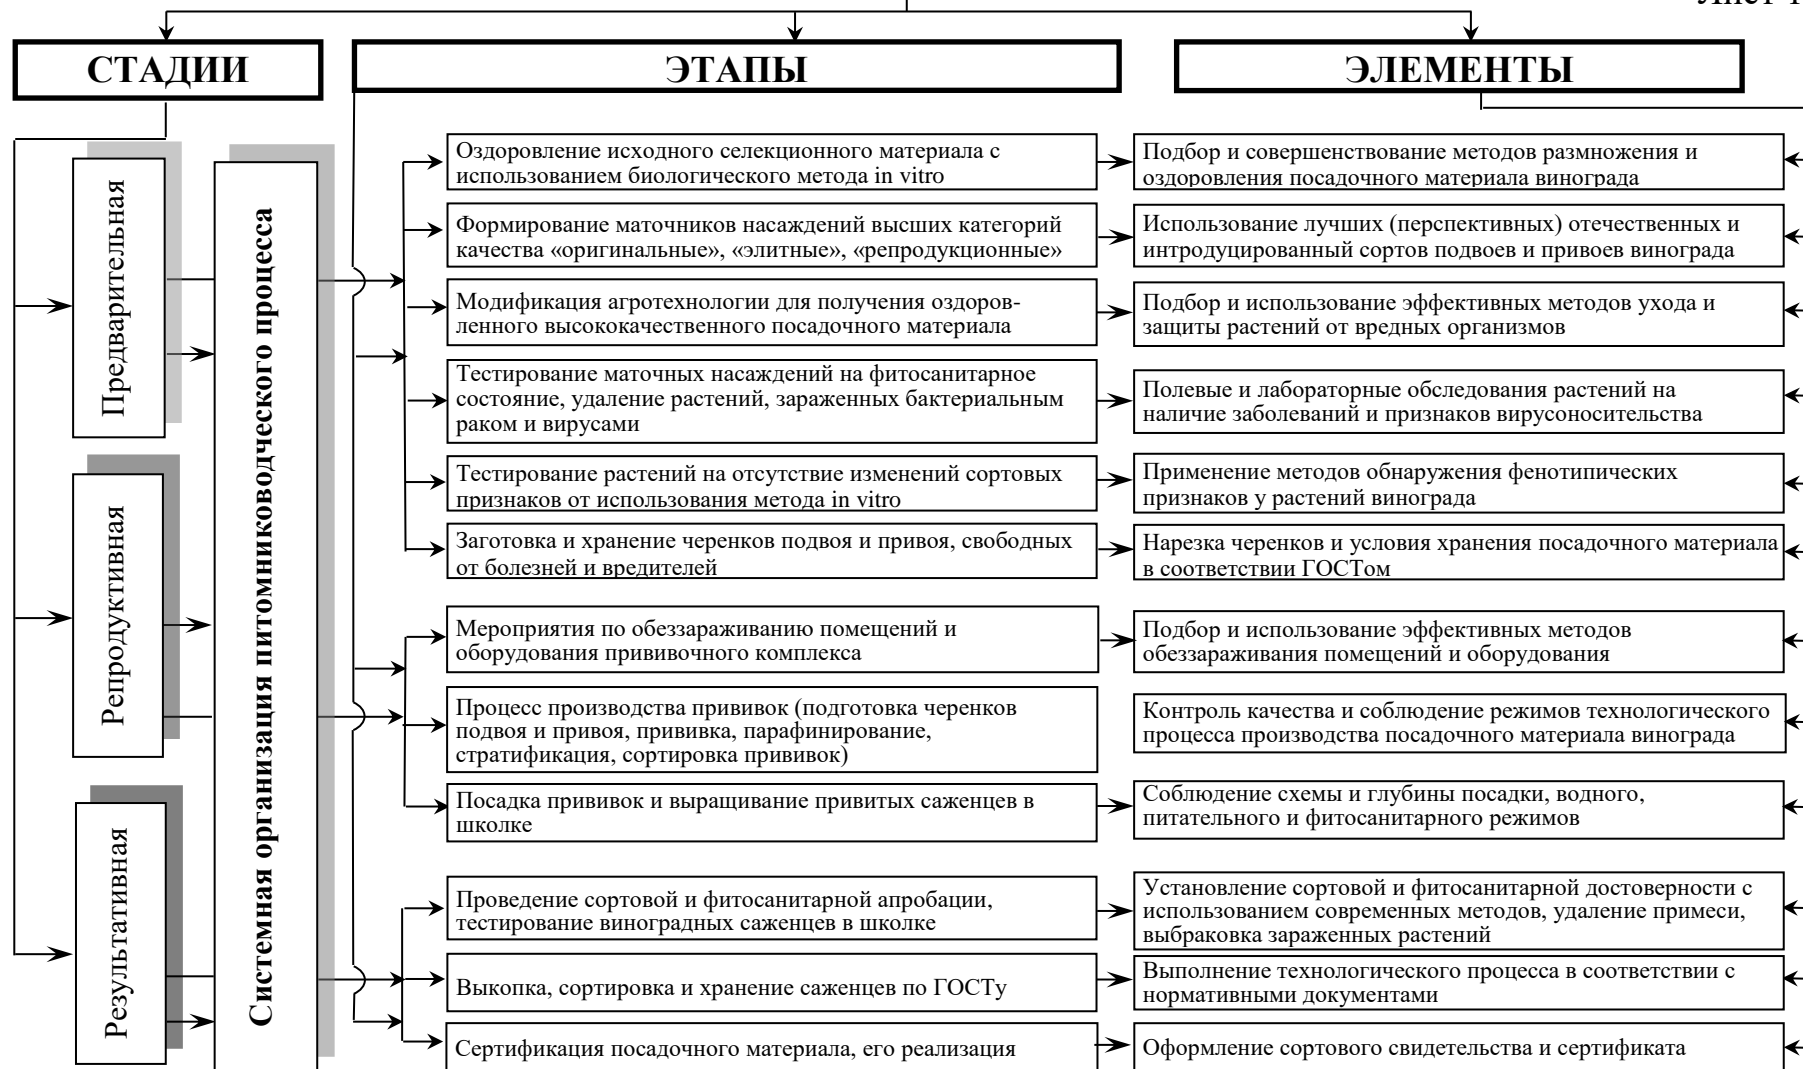 Лист 1
СТАДИИ
ЭТАПЫ
ЭЛЕМЕНТЫ
Предварительная
Репродуктивная
Результативная
Системная организация питомниководческого процесса
Оздоровление исходного селекционного материала с
использованием биологического метода in vitro
Подбор и совершенствование методов размножения и
оздоровления посадочного материала винограда
Формирование маточников насаждений высших категорий
качества «оригинальные», «элитные», «репродукционные»
Использование лучших (перспективных) отечественных и
интродуцированный сортов подвоев и привоев винограда
Модификация агротехнологии для получения оздоров-
ленного высококачественного посадочного материала
Подбор и использование эффективных методов ухода и
защиты растений от вредных организмов
Тестирование маточных насаждений на фитосанитарное
состояние, удаление растений, зараженных бактериальным
раком и вирусами
Полевые и лабораторные обследования растений на
наличие заболеваний и признаков вирусоносительства
Тестирование растений на отсутствие изменений сортовых
признаков от использования метода in vitro
Применение методов обнаружения фенотипических
признаков у растений винограда
Заготовка и хранение черенков подвоя и привоя, свободных
от болезней и вредителей
Нарезка черенков и условия хранения посадочного материала
в соответствии ГОСТом
Мероприятия по обеззараживанию помещений и
оборудования прививочного комплекса
Подбор и использование эффективных методов
обеззараживания помещений и оборудования
Процесс производства прививок (подготовка черенков
подвоя и привоя, прививка, парафинирование,
стратификация, сортировка прививок)
Контроль качества и соблюдение режимов технологического
процесса производства посадочного материала винограда
Посадка прививок и выращивание привитых саженцев в
школке
Соблюдение схемы и глубины посадки, водного,
питательного и фитосанитарного режимов
Проведение сортовой и фитосанитарной апробации,
тестирование виноградных саженцев в школке
Установление сортовой и фитосанитарной достоверности с
использованием современных методов, удаление примеси,
выбраковка зараженных растений
Выкопка, сортировка и хранение саженцев по ГОСТу
Выполнение технологического процесса в соответствии с
нормативными документами
Сертификация посадочного материала, его реализация
Оформление сортового свидетельства и сертификата